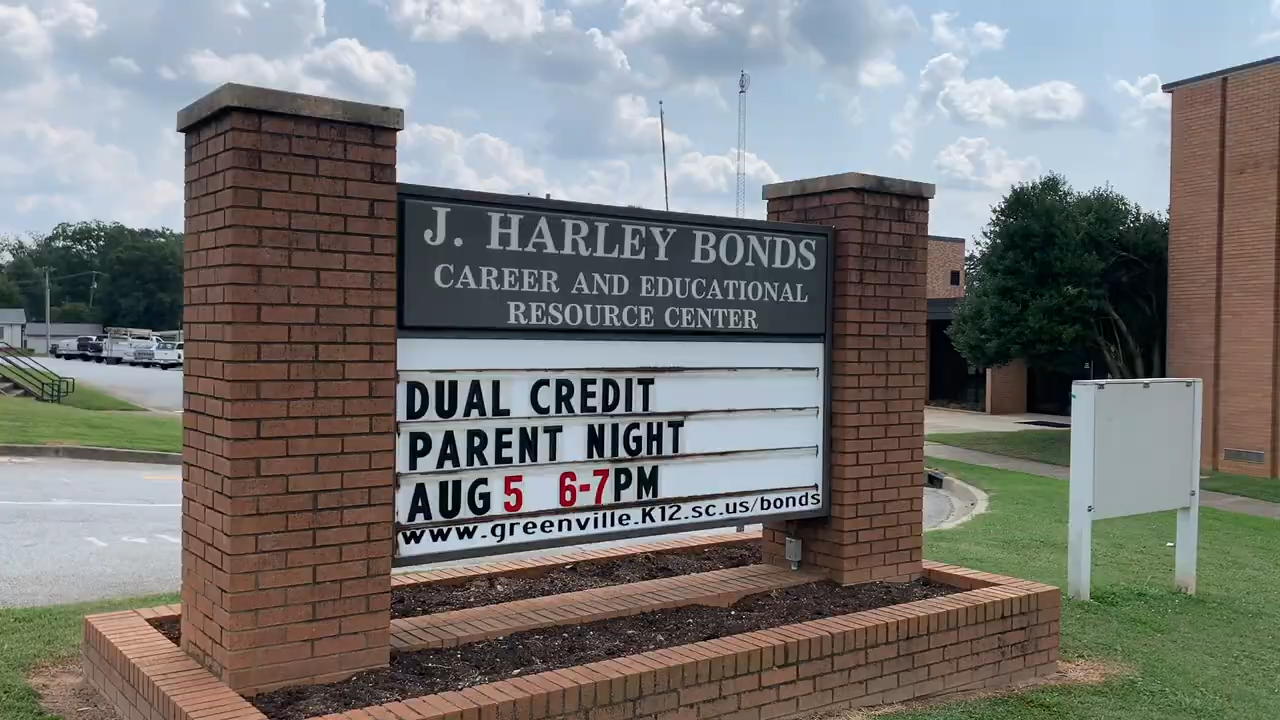 J. HARLEY BONDS
CAREER AND EDUCATIONAL
RESOURCE CENTER
DUAL CREDIT
PARENT NIGHT
AUG 5 6-7PM
www.greenville.K12.sc.us/bonds